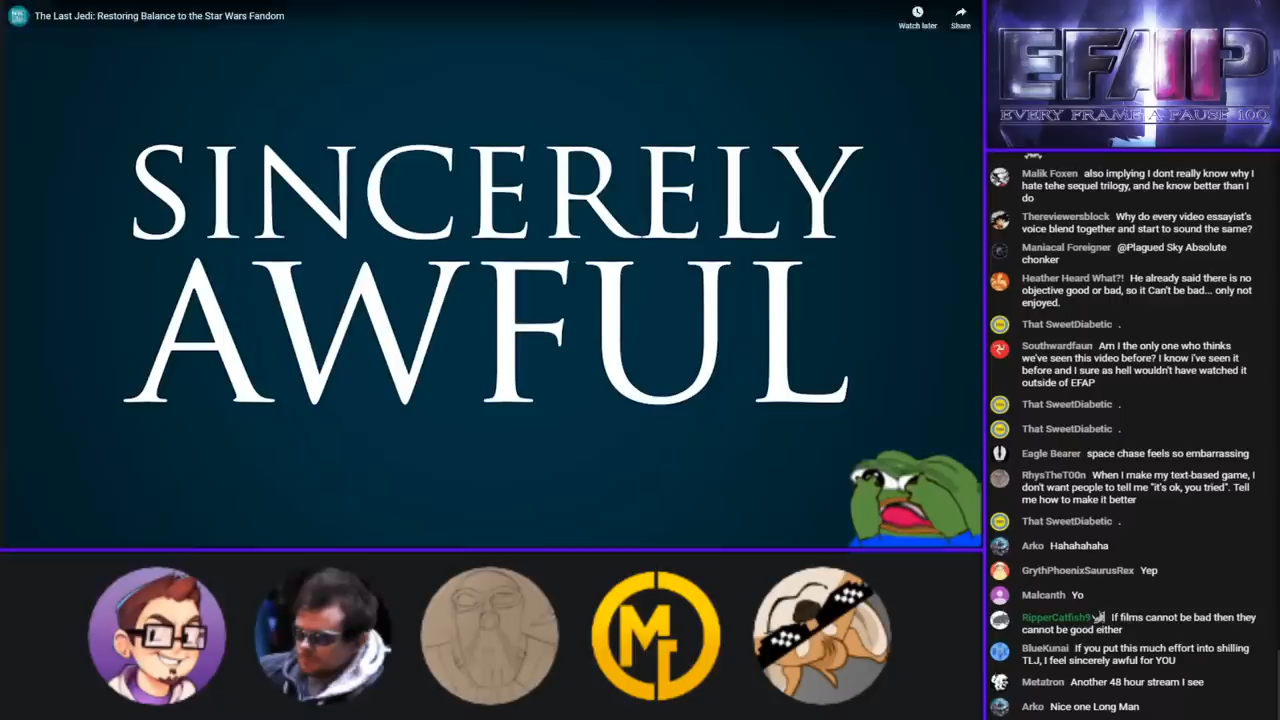 The Last Jedi: Restoring Balance to the Star Wars Fandom
Watch later
Share
SINCERELY
AWFUL
EFAP
EVERY FRAME A PAUSE 100
Malik Foxen also implying I dont really know why I
hate tehe sequel trilogy, and he know better than I
do
Thereviewersblock Why do every video essayist's
voice blend together and start to sound the same?
Maniacal Foreigner @Plagued Sky Absolute
chonker
Heather Heard What?! He already said there is no
objective good or bad, so it Can't be bad... only not
enjoyed.
That SweetDiabetic .
Southwardfaun Am I the only one who thinks
we've seen this video before? I know i've seen it
before and I sure as hell wouldn't have watched it
outside of EFAP
That SweetDiabetic .
That SweetDiabetic .
Eagle Bearer space chase feels so embarrassing
RhysTheT00n When I make my text-based game, I
don't want people to tell me "it's ok, you tried". Tell
me how to make it better
That SweetDiabetic .
Arko Hahahahaha
GrythPhoenixSaurusRex Yep
Malcanth Yo
RipperCatfish9 If films cannot be bad then they
cannot be good either
BlueKunai If you put this much effort into shilling
TLJ, I feel sincerely awful for YOU
Metatron Another 48 hour stream I see
Arko Nice one Long Man